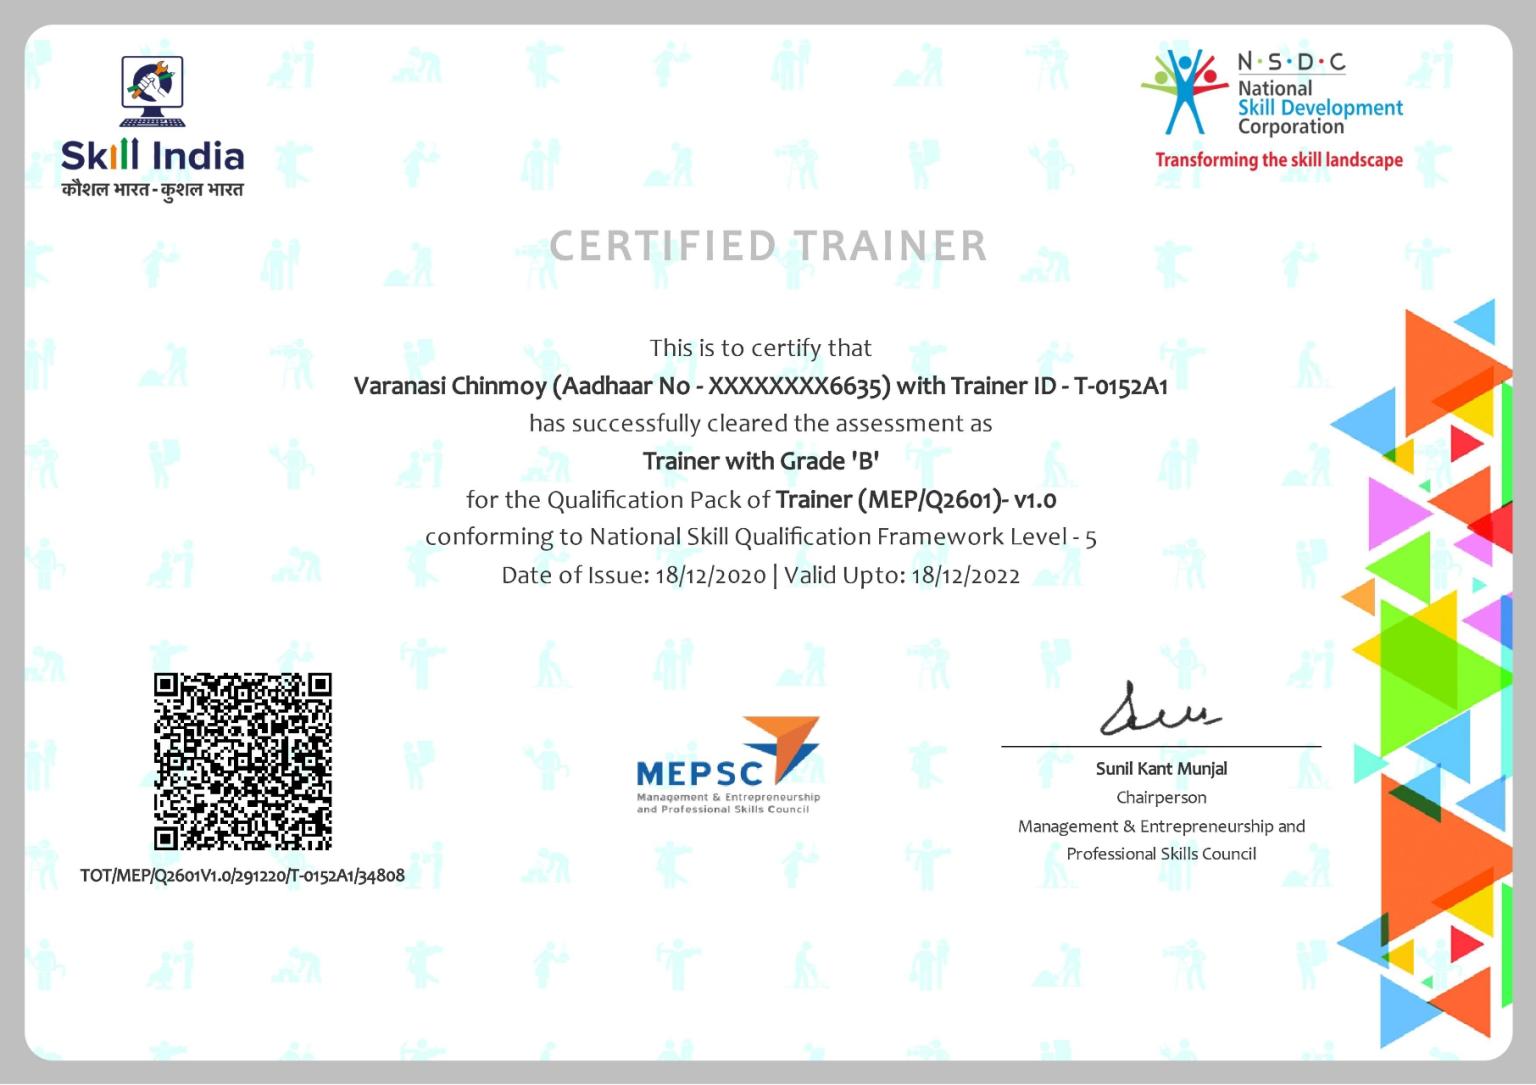 Skill India
कौशल भारत - कुशल भारत
N·S·D·C
National
Skill Development
Corporation
Transforming the skill landscape
CERTIFIED TRAINER
This is to certify that
Varanasi Chinmoy (Aadhaar No - XXXXXXXX6635) with Trainer ID - T-0152A1
has successfully cleared the assessment as
Trainer with Grade 'B'
for the Qualification Pack of Trainer (MEP/Q2601)- v1.0
conforming to National Skill Qualification Framework Level - 5
Date of Issue: 18/12/2020 | Valid Upto: 18/12/2022
TOT/MEP/Q2601V1.0/291220/T-0152A1/34808
MEPSC
Management & Entrepreneurship
and Professional Skills Council
Sunil Kant Munjal
Chairperson
Management & Entrepreneurship and
Professional Skills Council